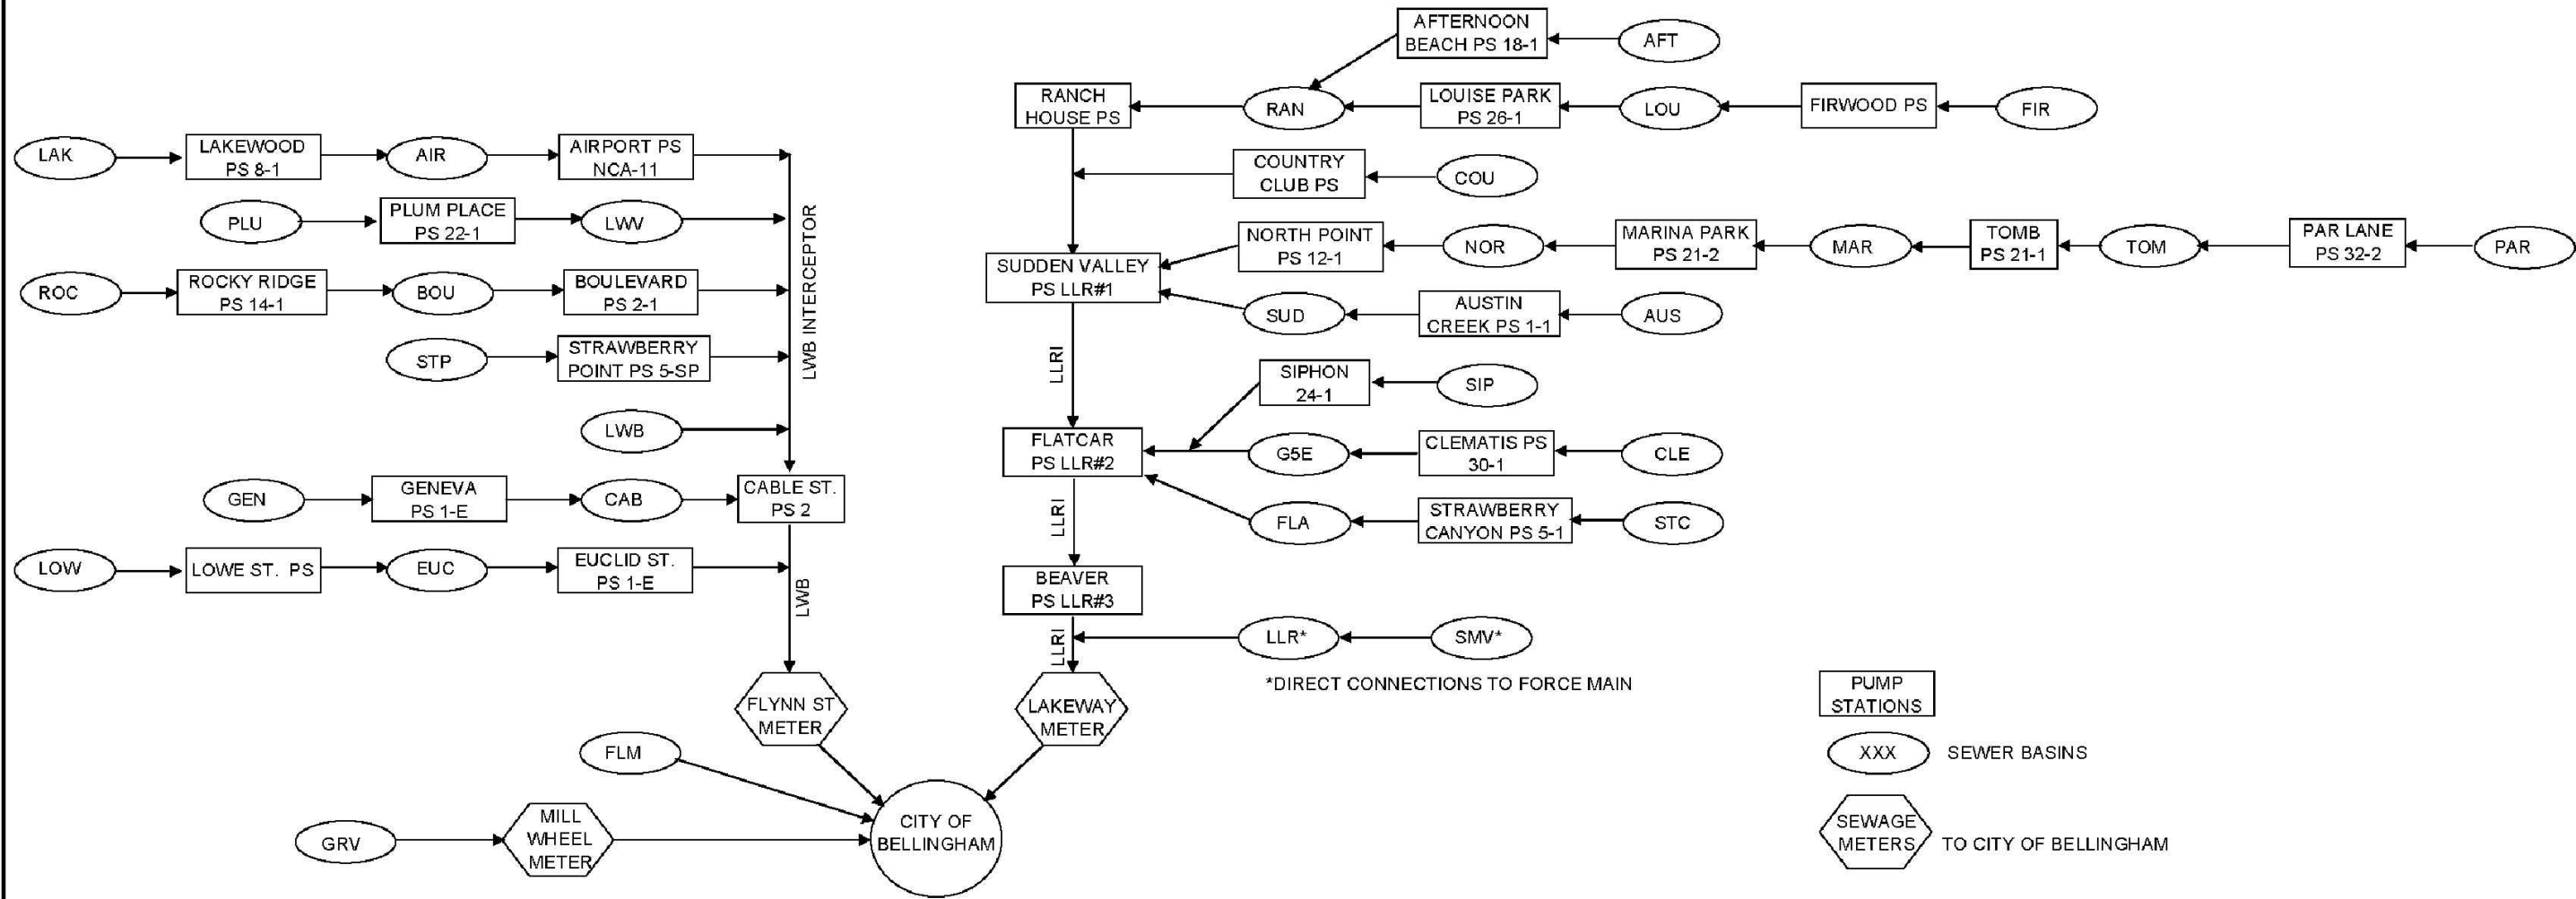 AFTERNOON
BEACH PS 18-1
AFT
RANCH
HOUSE PS
RAN
LOUISE PARK
PS 26-1
LOU
FIRWOOD PS
FIR
LAK
LAKEWOOD
PS 8-1
AIR
AIRPORT PS
NCA-11
COUNTRY
CLUB PS
COU
PLU
PLUM PLACE
PS 22-1
LWV
LWB INTERCEPTOR
NORTH POINT
PS 12-1
NOR
MARINA PARK
PS 21-2
MAR
TOMB
PS 21-1
TOM
PAR LANE
PS 32-2
PAR
SUDDEN VALLEY
PS LLR#1
ROC
ROCKY RIDGE
PS 14-1
BOU
BOULEVARD
PS 2-1
SUD
AUSTIN
CREEK PS 1-1
AUS
STP
STRAWBERRY
POINT PS 5-SP
LLRI
SIPHON
24-1
SIP
LWB
FLATCAR
PS LLR#2
G5E
CLEMATIS PS
30-1
CLE
GEN
GENEVA
PS 1-E
CAB
CABLE ST.
PS 2
LLRI
FLA
STRAWBERRY
CANYON PS 5-1
STC
LOW
LOWE ST. PS
EUC
EUCLID ST.
PS 1-E
LWB
BEAVER
PS LLR#3
LLRI
LLR*
SMV*
*DIRECT CONNECTIONS TO FORCE MAIN
FLYNN ST
METER
LAKEWAY
METER
FLM
GRV
MILL
WHEEL
METER
CITY OF
BELLINGHAM
PUMP
STATIONS
XXX
SEWER BASINS
SEWAGE
METERS
TO CITY OF BELLINGHAM